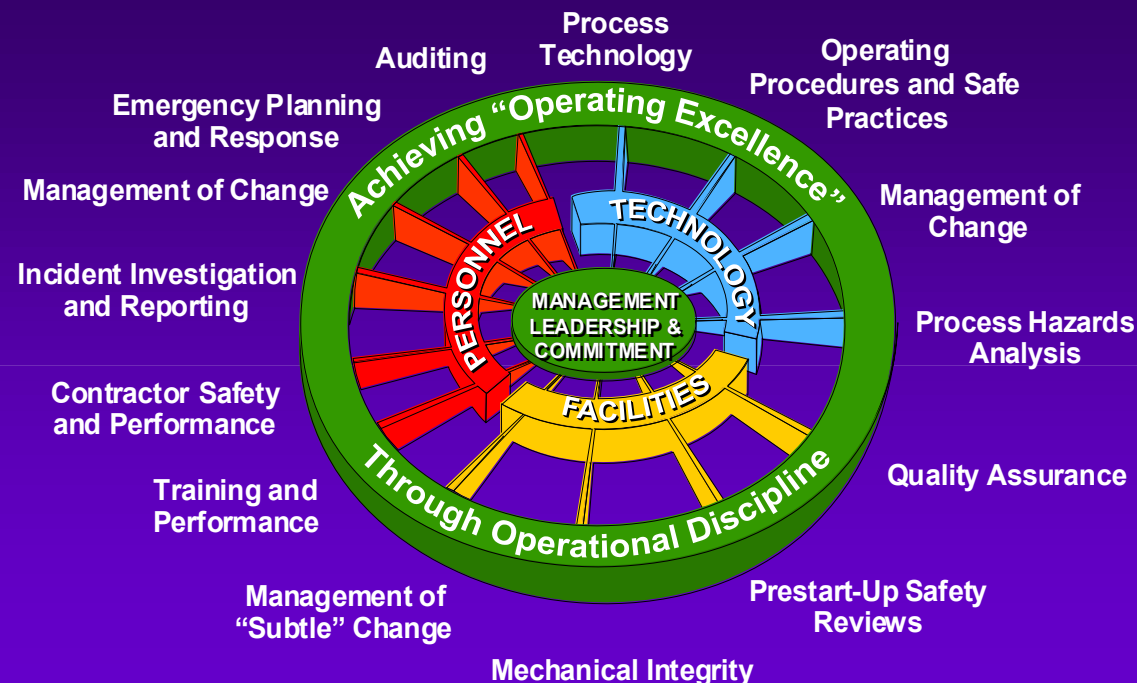 Process
Technology
Auditing
Operating
Procedures and Safe
Practices
Emergency Planning
and Response
Management of Change
Management of
Change
Incident Investigation
and Reporting
Process Hazards
Analysis
Contractor Safety
and Performance
Quality Assurance
Training and
Performance
Prestart-Up Safety
Reviews
Management of
“Subtle” Change
Mechanical Integrity
Achieving “Operating Excellence”
Through Operational Discipline
PERSONNEL
TECHNOLOGY
FACILITIES
MANAGEMENT
LEADERSHIP &
COMMITMENT